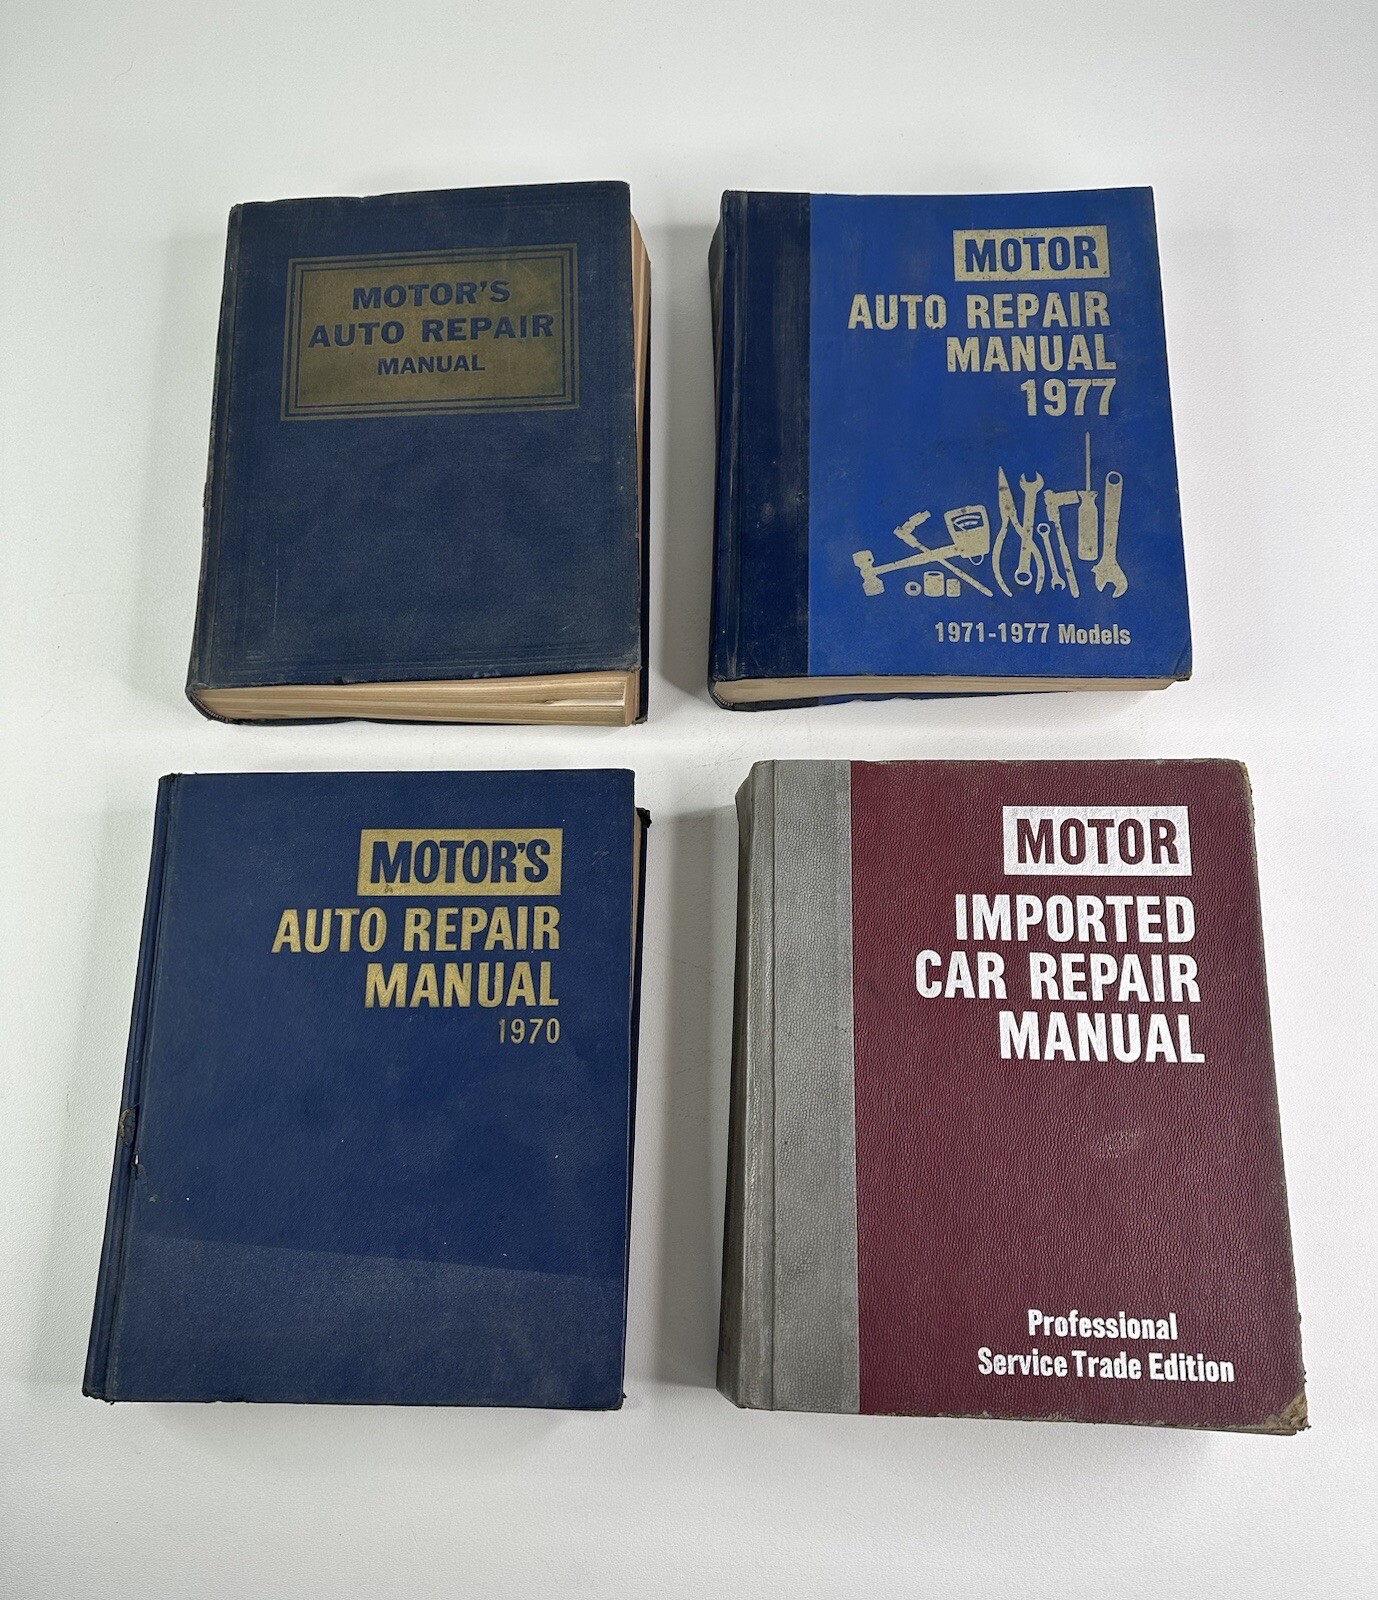 MOTOR'S
AUTO REPAIR
MANUAL
MOTOR
AUTO REPAIR
MANUAL
1977
1971-1977 Models
MOTOR'S
AUTO REPAIR
MANUAL
1970
MOTOR
IMPORTED
CAR REPAIR
MANUAL
Professional
Service Trade Edition